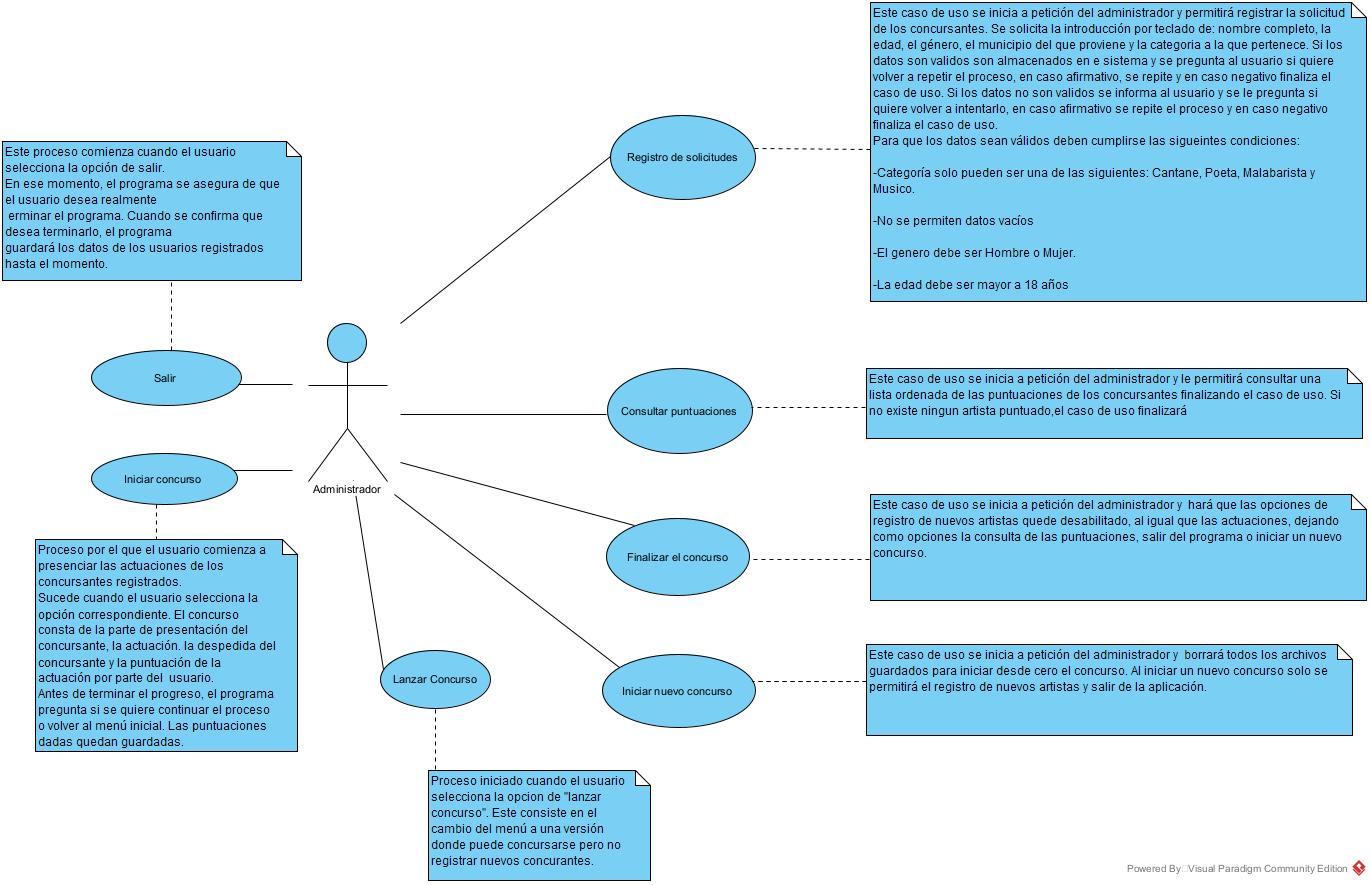 Este caso de uso se inicia a petición del administrador y permitirá registrar la solicitud
de los concursantes. Se solicita la introducción por teclado de: nombre completo, la
edad, el género, el municipio del que proviene y la categoria a la que pertenece. Si los
datos son validos son almacenados en e sistema y se pregunta al usuario si quiere
volver a repetir el proceso, en caso afirmativo, se repite y en caso negativo finaliza el
caso de uso. Si los datos no son validos se informa al usuario y se le pregunta si
quiere volver a intentarlo, en caso afirmativo se repite el proceso y en caso negativo
finaliza el caso de uso.
Para que los datos sean válidos deben cumplirse las sigueintes condiciones:
-Categoría solo pueden ser una de las siguientes: Cantane, Poeta, Malabarista y
Musico.
-No se permiten datos vacíos
-El genero debe ser Hombre o Mujer.
-La edad debe ser mayor a 18 años
Registro de solicitudes
Este proceso comienza cuando el usuario
selecciona la opción de salir.
En ese momento, el programa se asegura de que
el usuario desea realmente
erminar el programa. Cuando se confirma que
desea terminarlo, el programa
guardará los datos de los usuarios registrados
hasta el momento.
Salir
Consultar puntuaciones
Este caso de uso se inicia a petición del administrador y le permitirá consultar una
lista ordenada de las puntuaciones de los concursantes finalizando el caso de uso. Si
no existe ningun artista puntuado,el caso de uso finalizará
Iniciar concurso
Administrador
Este caso de uso se inicia a petición del administrador y hará que las opciones de
registro de nuevos artistas quede desabilitado, al igual que las actuaciones, dejando
como opciones la consulta de las puntuaciones, salir del programa o iniciar un nuevo
concurso.
Finalizar el concurso
Proceso por el que el usuario comienza a
presenciar las actuaciones de los
concursantes registrados.
Sucede cuando el usuario selecciona la
opción correspondiente. El concurso
consta de la parte de presentación del
concursante, la actuación. la despedida del
concursante y la puntuación de la
actuación por parte del usuario.
Antes de terminar el progreso, el programa
pregunta si se quiere continuar el proceso
o volver al menú inicial. Las puntuaciones
dadas quedan guardadas.
Lanzar Concurso
Iniciar nuevo concurso
Este caso de uso se inicia a petición del administrador y borrará todos los archivos
guardados para iniciar desde cero el concurso. Al iniciar un nuevo concurso solo se
permitirá el registro de nuevos artistas y salir de la aplicación.
Proceso iniciado cuando el usuario
selecciona la opcion de "lanzar
concurso". Este consiste en el
cambio del menú a una versión
donde puede concursarse pero no
registrar nuevos concurantes.
Powered By Visual Paradigm Community Edition